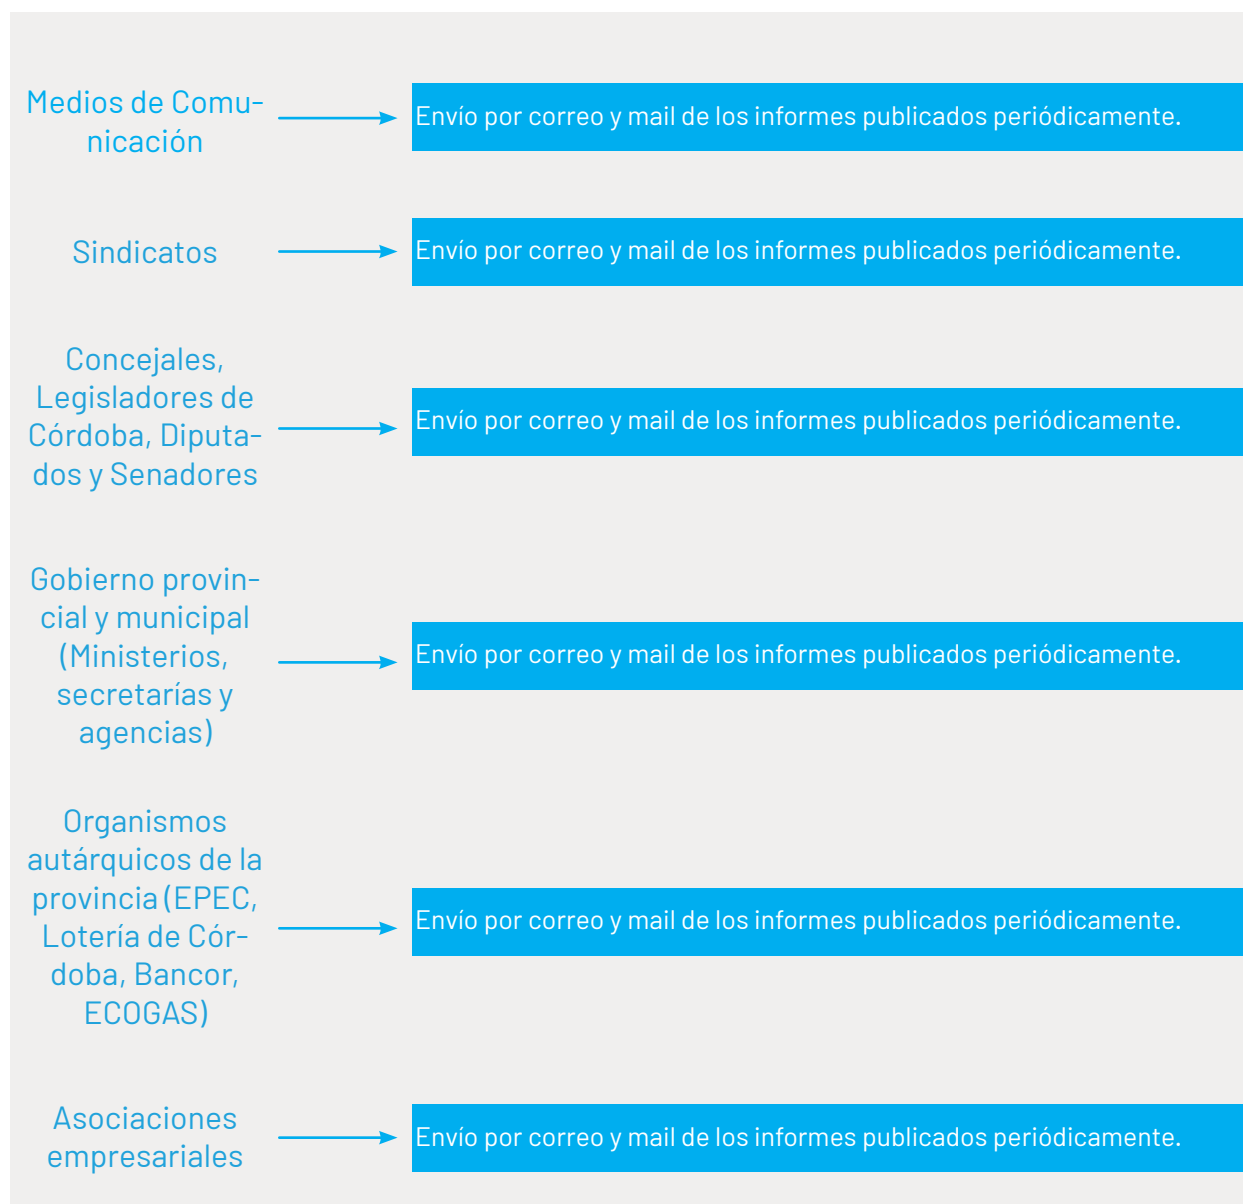 Medios de Comu-
nicación
Envío por correo y mail de los informes publicados periódicamente.
Sindicatos
Envío por correo y mail de los informes publicados periódicamente.
Concejales,
Legisladores de
Córdoba, Diputa-
dos y Senadores
Envío por correo y mail de los informes publicados periódicamente.
Gobierno provin-
cial y municipal
(Ministerios,
secretarías y
agencias)
Envío por correo y mail de los informes publicados periódicamente.
Organismos
autárquicos de la
provincia (EPEC,
Lotería de Cór-
doba, Bancor,
ECOGAS)
Envío por correo y mail de los informes publicados periódicamente.
Asociaciones
empresariales
Envío por correo y mail de los informes publicados periódicamente.